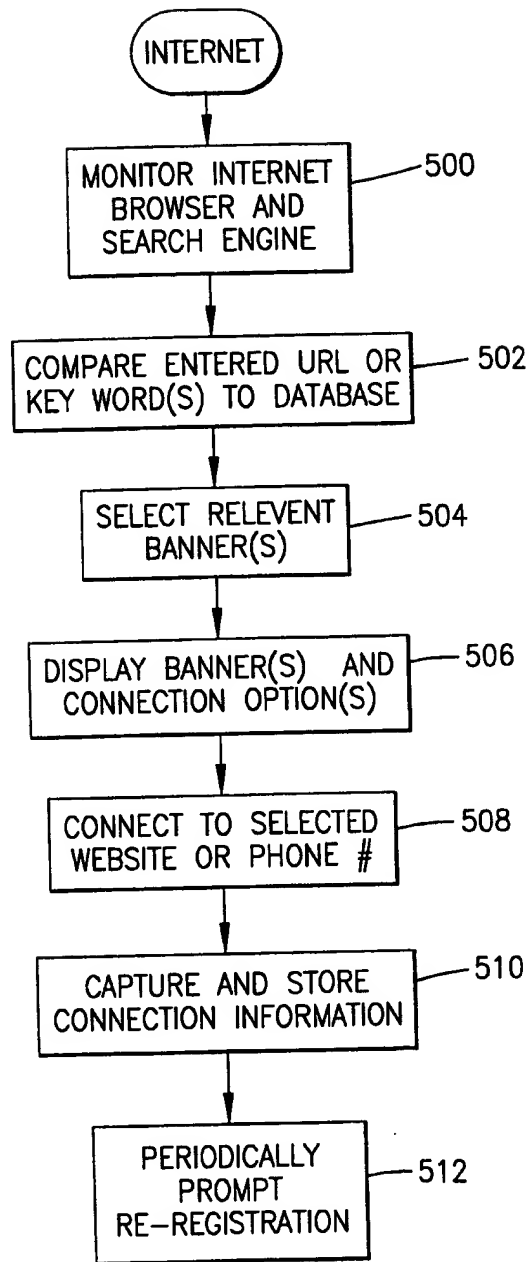 INTERNET
MONITOR INTERNET
BROWSER AND
SEARCH ENGINE
500
COMPARE ENTERED URL OR
KEY WORD(S) TO DATABASE
502
SELECT RELEVENT
BANNER(S)
504
DISPLAY BANNER(S) AND
CONNECTION OPTION(S)
506
CONNECT TO SELECTED
WEBSITE OR PHONE #
508
CAPTURE AND STORE
CONNECTION INFORMATION
510
PERIODICALLY
PROMPT
RE-REGISTRATION
512